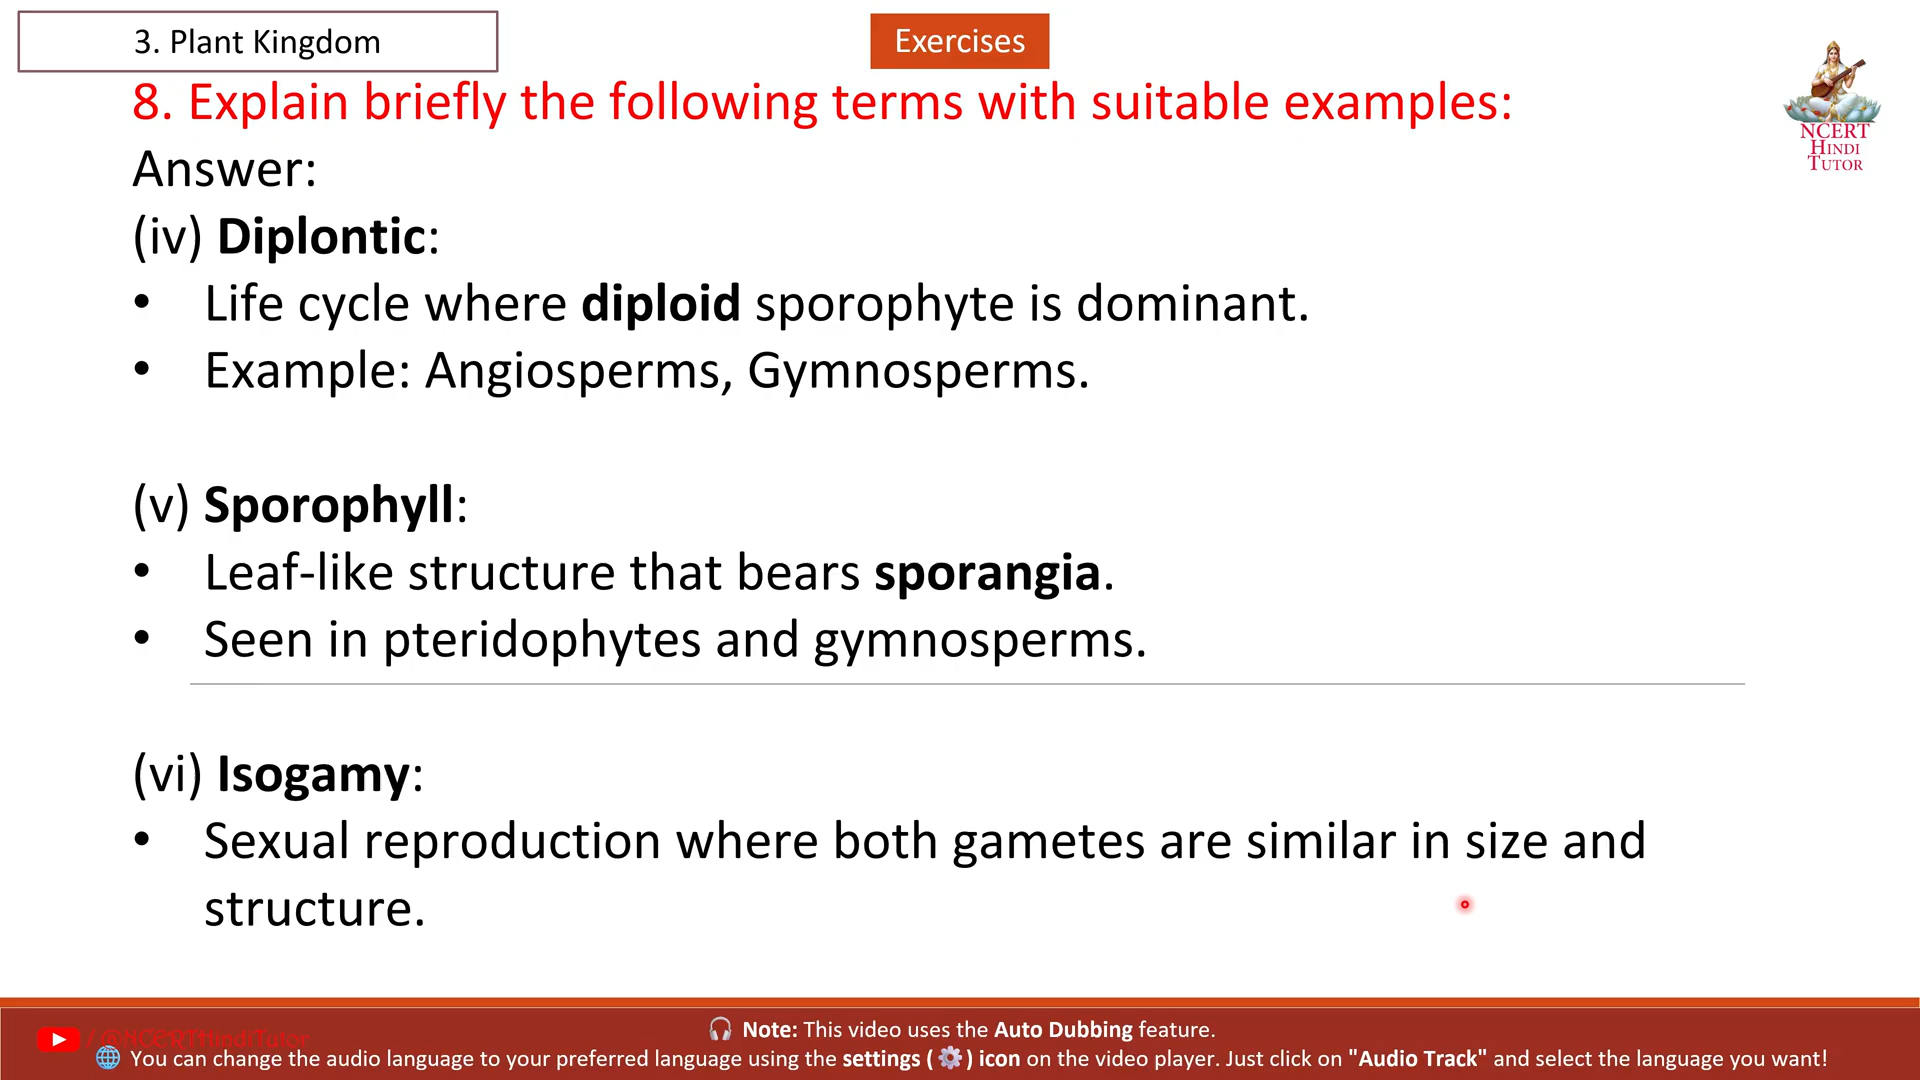 3. Plant Kingdom
Exercises
NCERT
HINDI
TUTOR
8. Explain briefly the following terms with suitable examples:
Answer:
(iv) Diplontic:
• Life cycle where diploid sporophyte is dominant.
• Example: Angiosperms, Gymnosperms.
(v) Sporophyll:
• Leaf-like structure that bears sporangia.
• Seen in pteridophytes and gymnosperms.
(vi) Isogamy:
• Sexual reproduction where both gametes are similar in size and
structure.
/@NCERTHindiTutor
🎧 Note: This video uses the Auto Dubbing feature.
🌐 You can change the audio language to your preferred language using the settings (⚙️) icon on the video player. Just click on "Audio Track" and select the language you want!